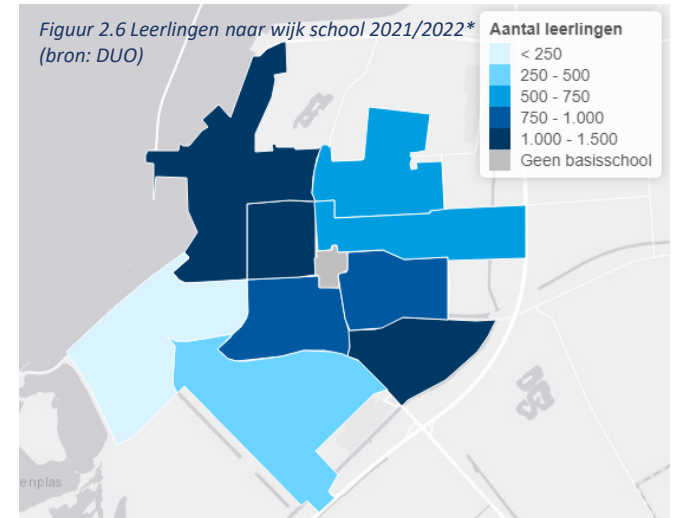 Figuur 2.6 Leerlingen naar wijk school 2021/2022*
(bron: DUO)
Aantal leerlingen
< 250
250 - 500
500 - 750
750 - 1.000
1.000 - 1.500
Geen basisschool
enplas